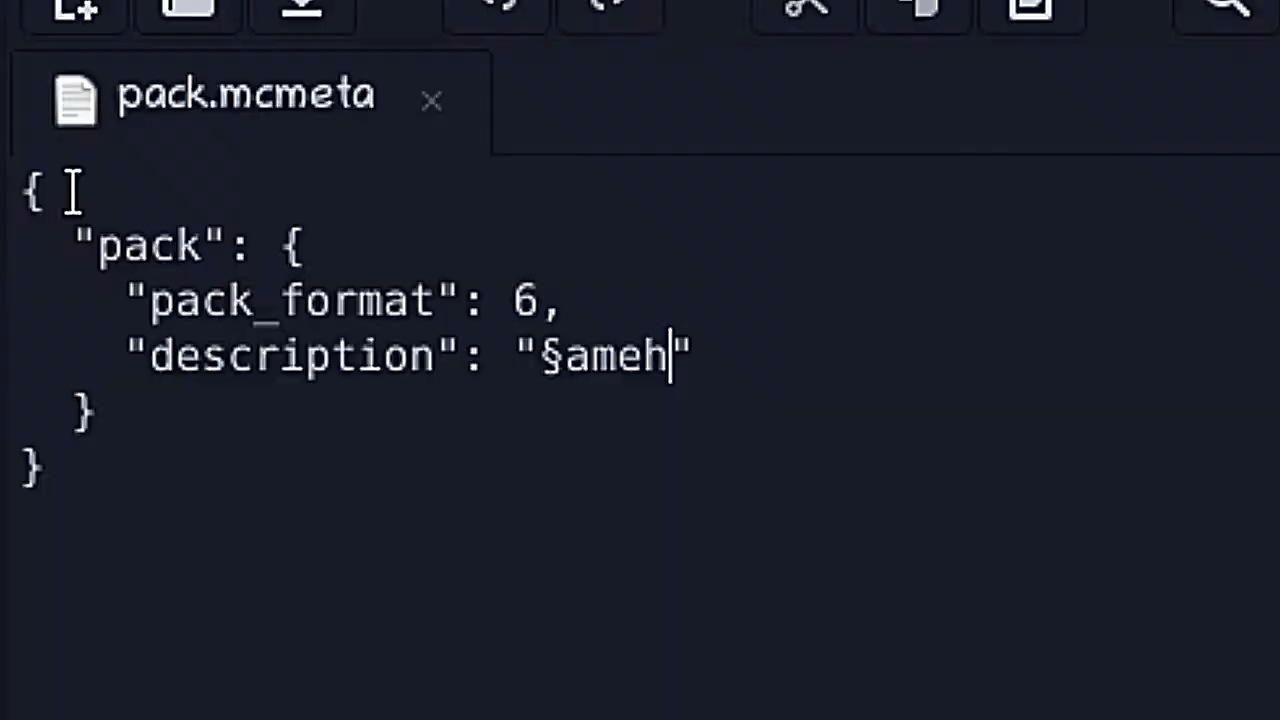 pack.mcmeta
{
"pack": {
"pack_format": 6,
"description": "§ameh"
}
}